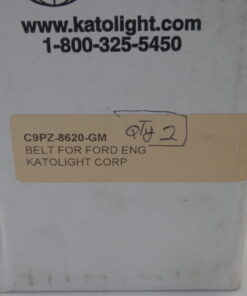 www.katolight.com
1-800-325-5450
C9PZ-8620-GM
QTY 2
BELT FOR FORD ENG
KATOLIGHT CORP